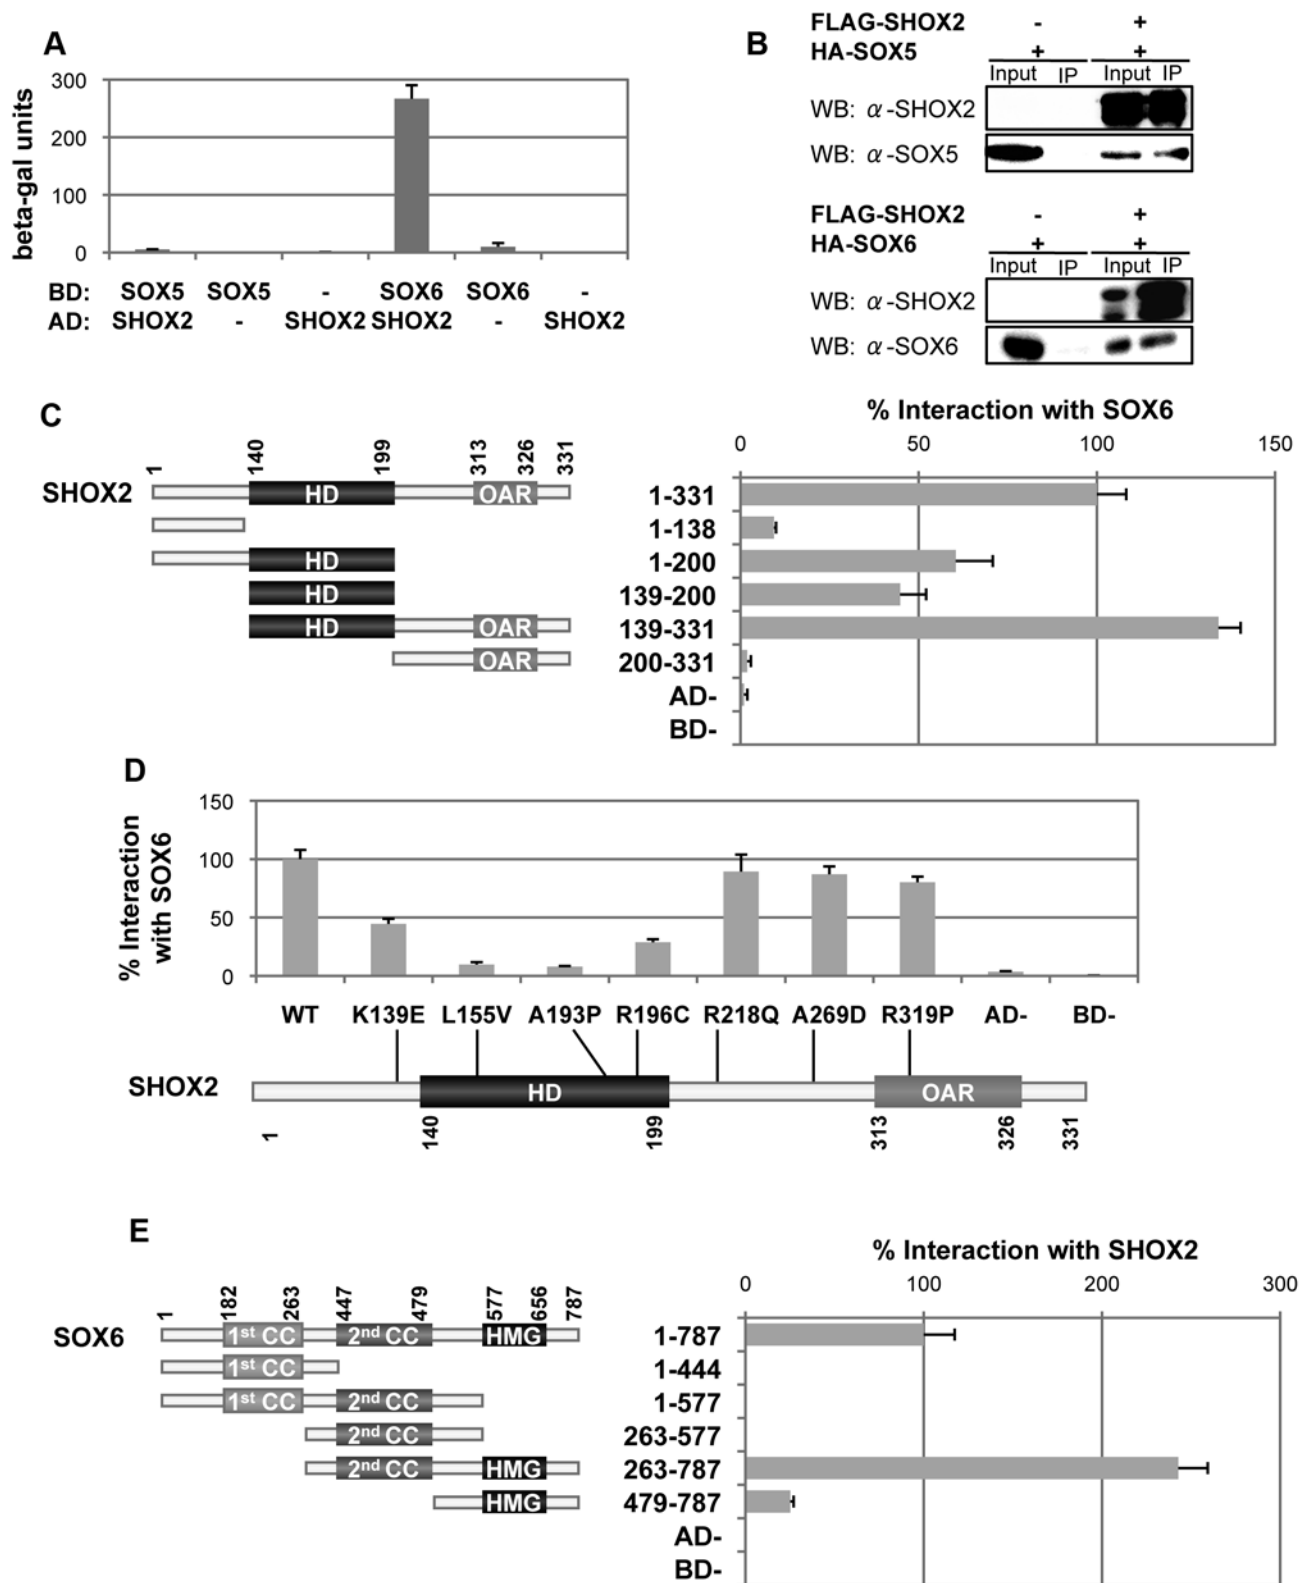 A
beta-gal units
300
200
100
0
BD: SOX5 SOX5 - SOX6 SOX6 -
AD: SHOX2 - SHOX2 SHOX2 - SHOX2
B
FLAG-SHOX2 - +
HA-SOX5 + +
Input IP Input IP
WB: α-SHOX2
WB: α-SOX5
FLAG-SHOX2 - +
HA-SOX6 + +
Input IP Input IP
WB: α-SHOX2
WB: α-SOX6
C
% Interaction with SOX6
0 50 100 150
1 140 199 313 326 331
SHOX2 HD OAR
HD
HD
HD OAR
OAR
1-331
1-138
1-200
139-200
139-331
200-331
AD-
BD-
D
% Interaction
with SOX6
150
100
50
0
WT K139E L155V A193P R196C R218Q A269D R319P AD- BD-
SHOX2 HD OAR
1 140 199 313 326 331
E
% Interaction with SHOX2
0 100 200 300
1 182 263 447 479 577 656 787
SOX6 1st CC 2nd CC HMG
1st CC
1st CC 2nd CC
2nd CC
2nd CC HMG
HMG
1-787
1-444
1-577
263-577
263-787
479-787
AD-
BD-